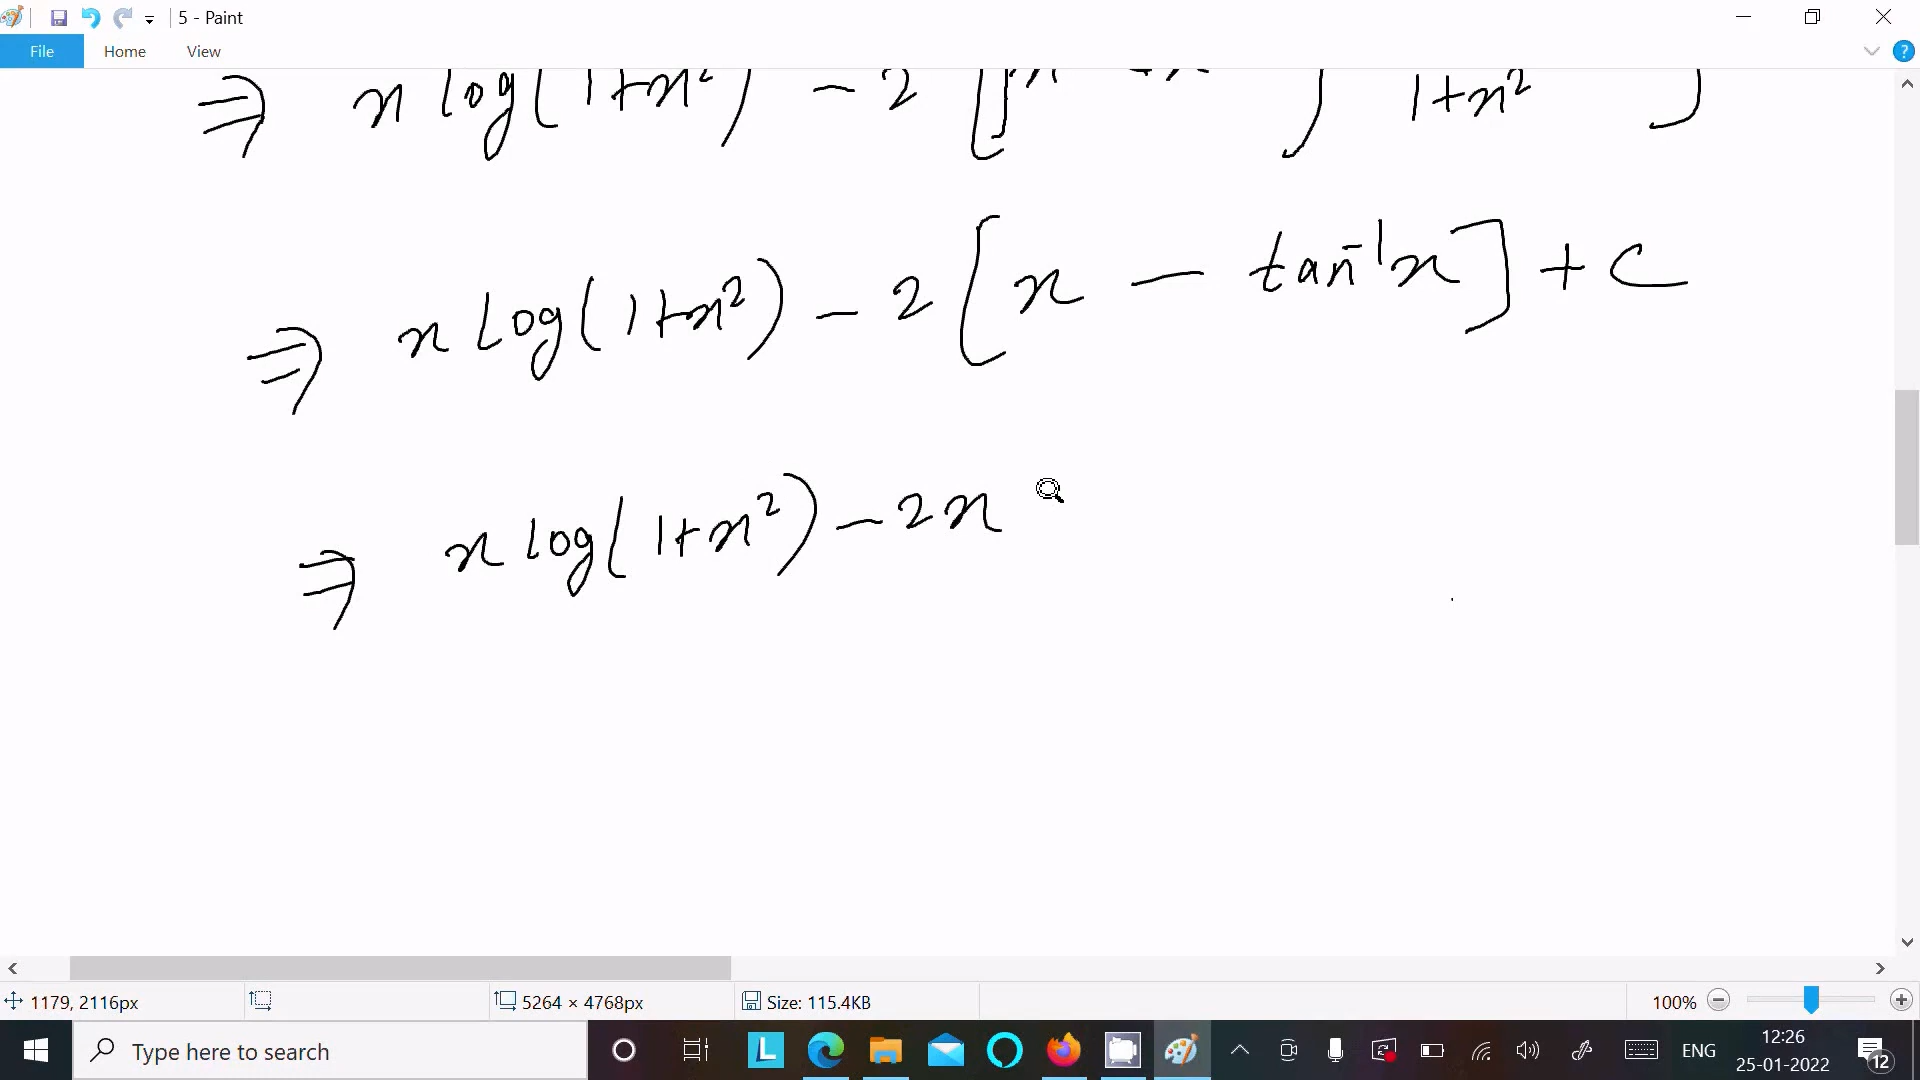 5 - Paint
File Home View
⇒ x log(1+x²) - 2 [∫ ] 1+x² ]
⇒ x log(1+x²) - 2 [x - tan⁻¹x] + C
⇒ x log(1+x²) - 2x
1179, 2116px 5264 × 4768px Size: 115.4KB 100%
Type here to search
L ENG 12:26
25-01-2022 12